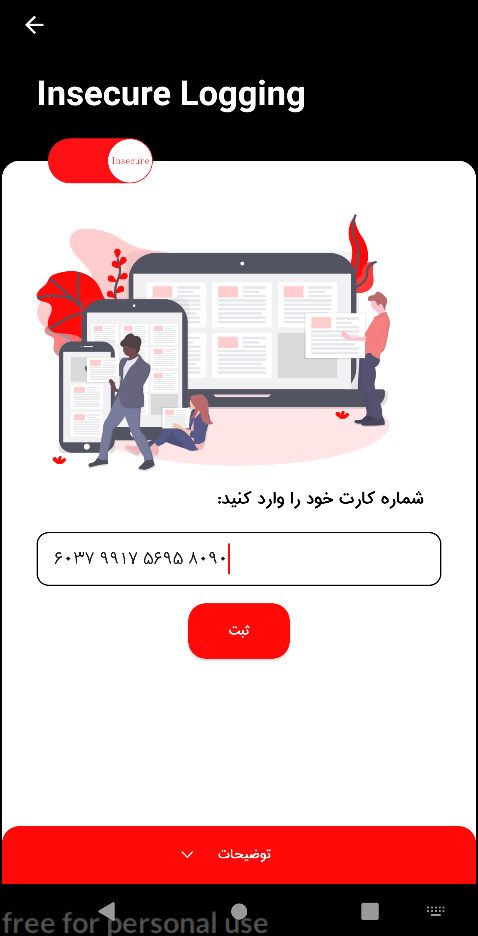 Insecure Logging
Insecure
شماره کارت خود را وارد کنید:
۶۰۳۷ ۹۹۱۷ ۵۶۹۵ ۸۰۹۰
ثبت
توضیحات
free for personal use